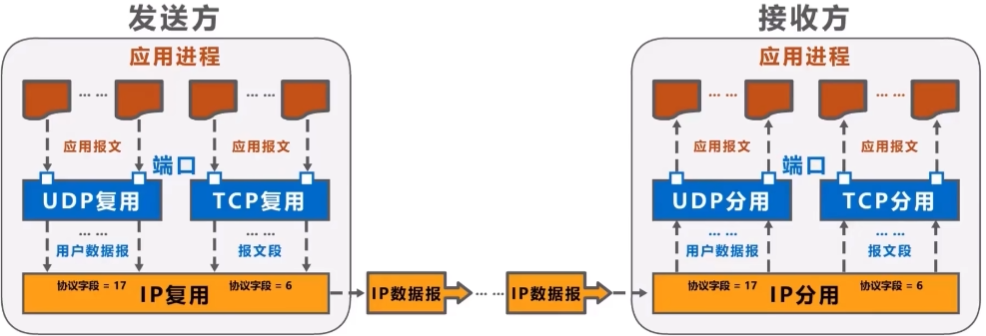 发送方
接收方
应用进程
应用进程
… …
… …
… …
… …
应用报文
应用报文
应用报文
应用报文
端口
端口
UDP复用
TCP复用
UDP分用
TCP分用
… …
… …
… …
… …
用户数据报
报文段
用户数据报
报文段
协议字段 = 17
IP复用
协议字段 = 6
IP数据报
… …
IP数据报
协议字段 = 17
IP分用
协议字段 = 6